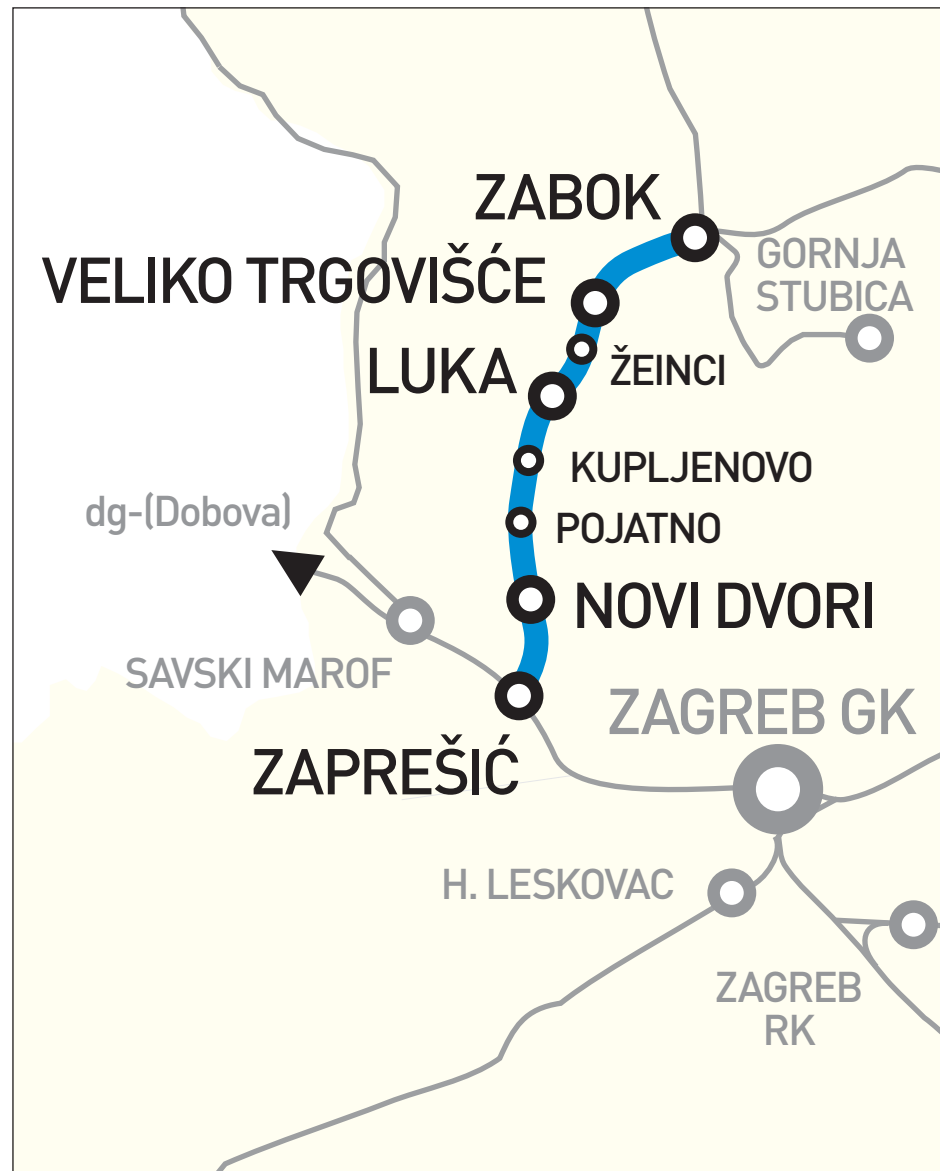 ZABOK
GORNJA
STUBICA
VELIKO TRGOVIŠĆE
LUKA
ŽEINCI
KUPLJENOVO
dg-(Dobova)
POJATNO
NOVI DVORI
SAVSKI MAROF
ZAGREB GK
ZAPREŠIĆ
H. LESKOVAC
ZAGREB
RK